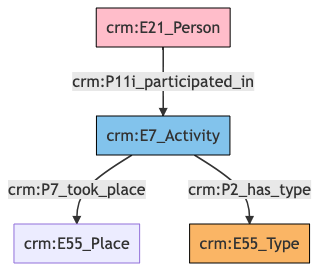 crm:E21_Person
crm:P11i_participated_in
crm:E7_Activity
crm:P7_took_place
crm:P2_has_type
crm:E55_Place
crm:E55_Type